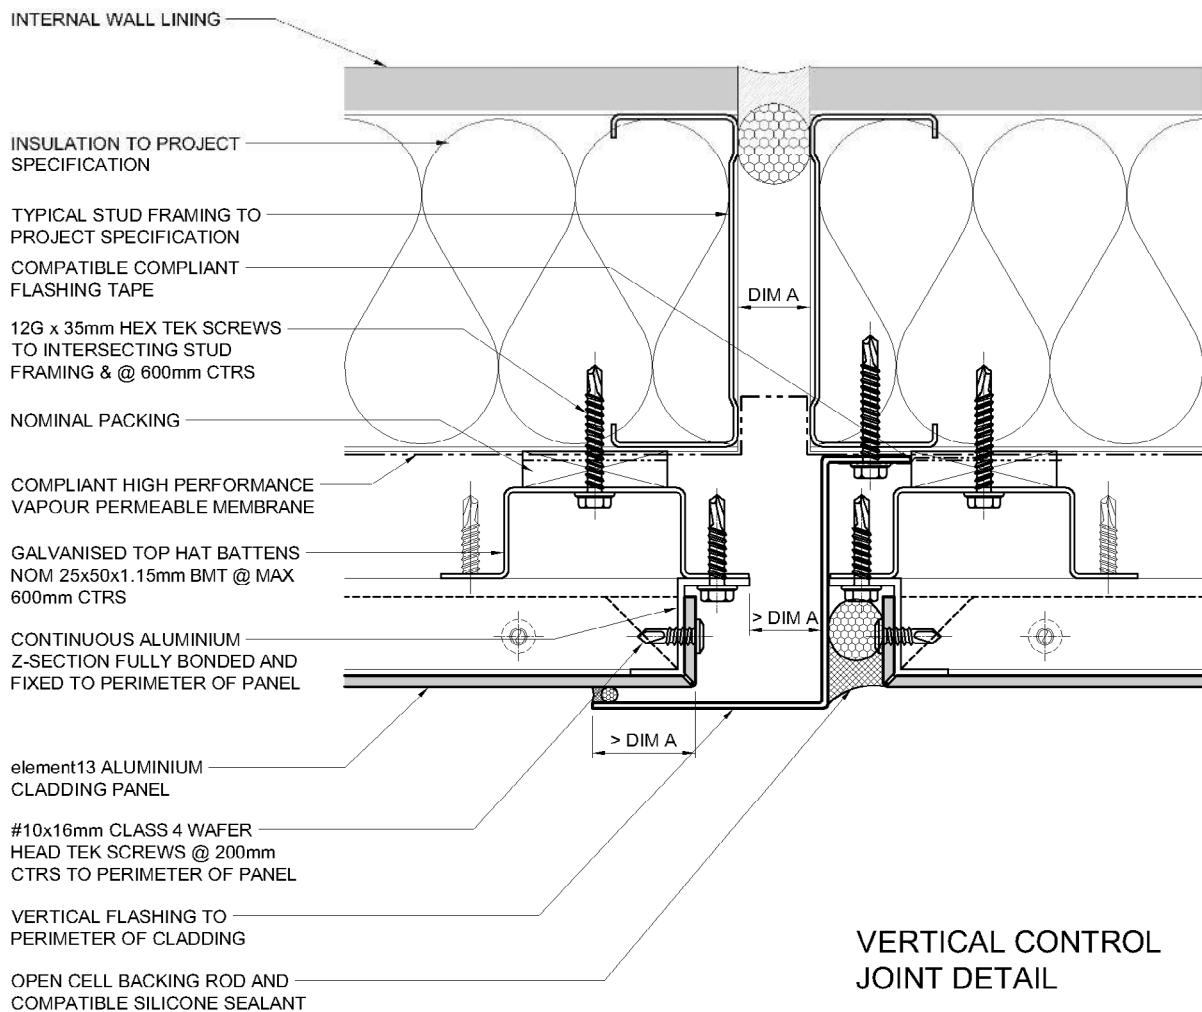 INTERNAL WALL LINING
INSULATION TO PROJECT
SPECIFICATION
TYPICAL STUD FRAMING TO
PROJECT SPECIFICATION
COMPATIBLE COMPLIANT
FLASHING TAPE
DIM A
12G x 35mm HEX TEK SCREWS
TO INTERSECTING STUD
FRAMING & @ 600mm CTRS
NOMINAL PACKING
COMPLIANT HIGH PERFORMANCE
VAPOUR PERMEABLE MEMBRANE
GALVANISED TOP HAT BATTENS
NOM 25x50x1.15mm BMT @ MAX
600mm CTRS
> DIM A
CONTINUOUS ALUMINIUM
Z-SECTION FULLY BONDED AND
FIXED TO PERIMETER OF PANEL
> DIM A
element13 ALUMINIUM
CLADDING PANEL
#10x16mm CLASS 4 WAFER
HEAD TEK SCREWS @ 200mm
CTRS TO PERIMETER OF PANEL
VERTICAL FLASHING TO
PERIMETER OF CLADDING
OPEN CELL BACKING ROD AND
COMPATIBLE SILICONE SEALANT
VERTICAL CONTROL
JOINT DETAIL